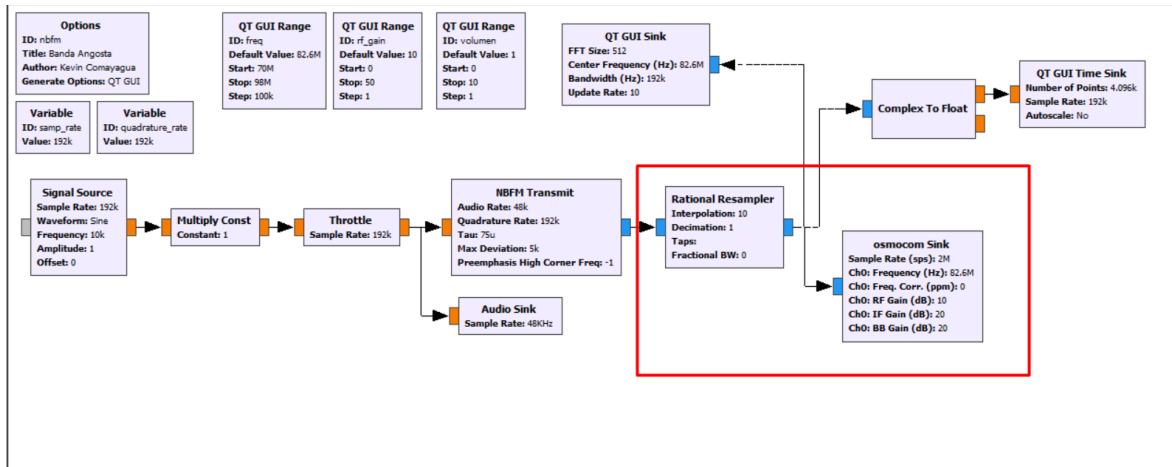 Options
ID: nbfm
Title: Banda Angosta
Author: Kevin Comayagua
Generate Options: QT GUI
QT GUI Range
ID: freq
Default Value: 82.6M
Start: 70M
Stop: 98M
Step: 100k
QT GUI Range
ID: rf_gain
Default Value: 10
Start: 0
Stop: 50
Step: 1
QT GUI Range
ID: volumen
Default Value: 1
Start: 0
Stop: 10
Step: 1
QT GUI Sink
FFT Size: 512
Center Frequency (Hz): 82.6M
Bandwidth (Hz): 192k
Update Rate: 10
Complex To Float
QT GUI Time Sink
Number of Points: 4.096k
Sample Rate: 192k
Autoscale: No
Variable
ID: samp_rate
Value: 192k
Variable
ID: quadrature_rate
Value: 192k
Signal Source
Sample Rate: 192k
Waveform: Sine
Frequency: 10k
Amplitude: 1
Offset: 0
Multiply Const
Constant: 1
Throttle
Sample Rate: 192k
NBFM Transmit
Audio Rate: 48k
Quadrature Rate: 192k
Tau: 75u
Max Deviation: 5k
Preemphasis High Corner Freq: -1
Audio Sink
Sample Rate: 48KHz
Rational Resampler
Interpolation: 10
Decimation: 1
Taps:
Fractional BW: 0
osmocom Sink
Sample Rate (sps): 2M
Ch0: Frequency (Hz): 82.6M
Ch0: Freq. Corr. (ppm): 0
Ch0: RF Gain (dB): 10
Ch0: IF Gain (dB): 20
Ch0: BB Gain (dB): 20